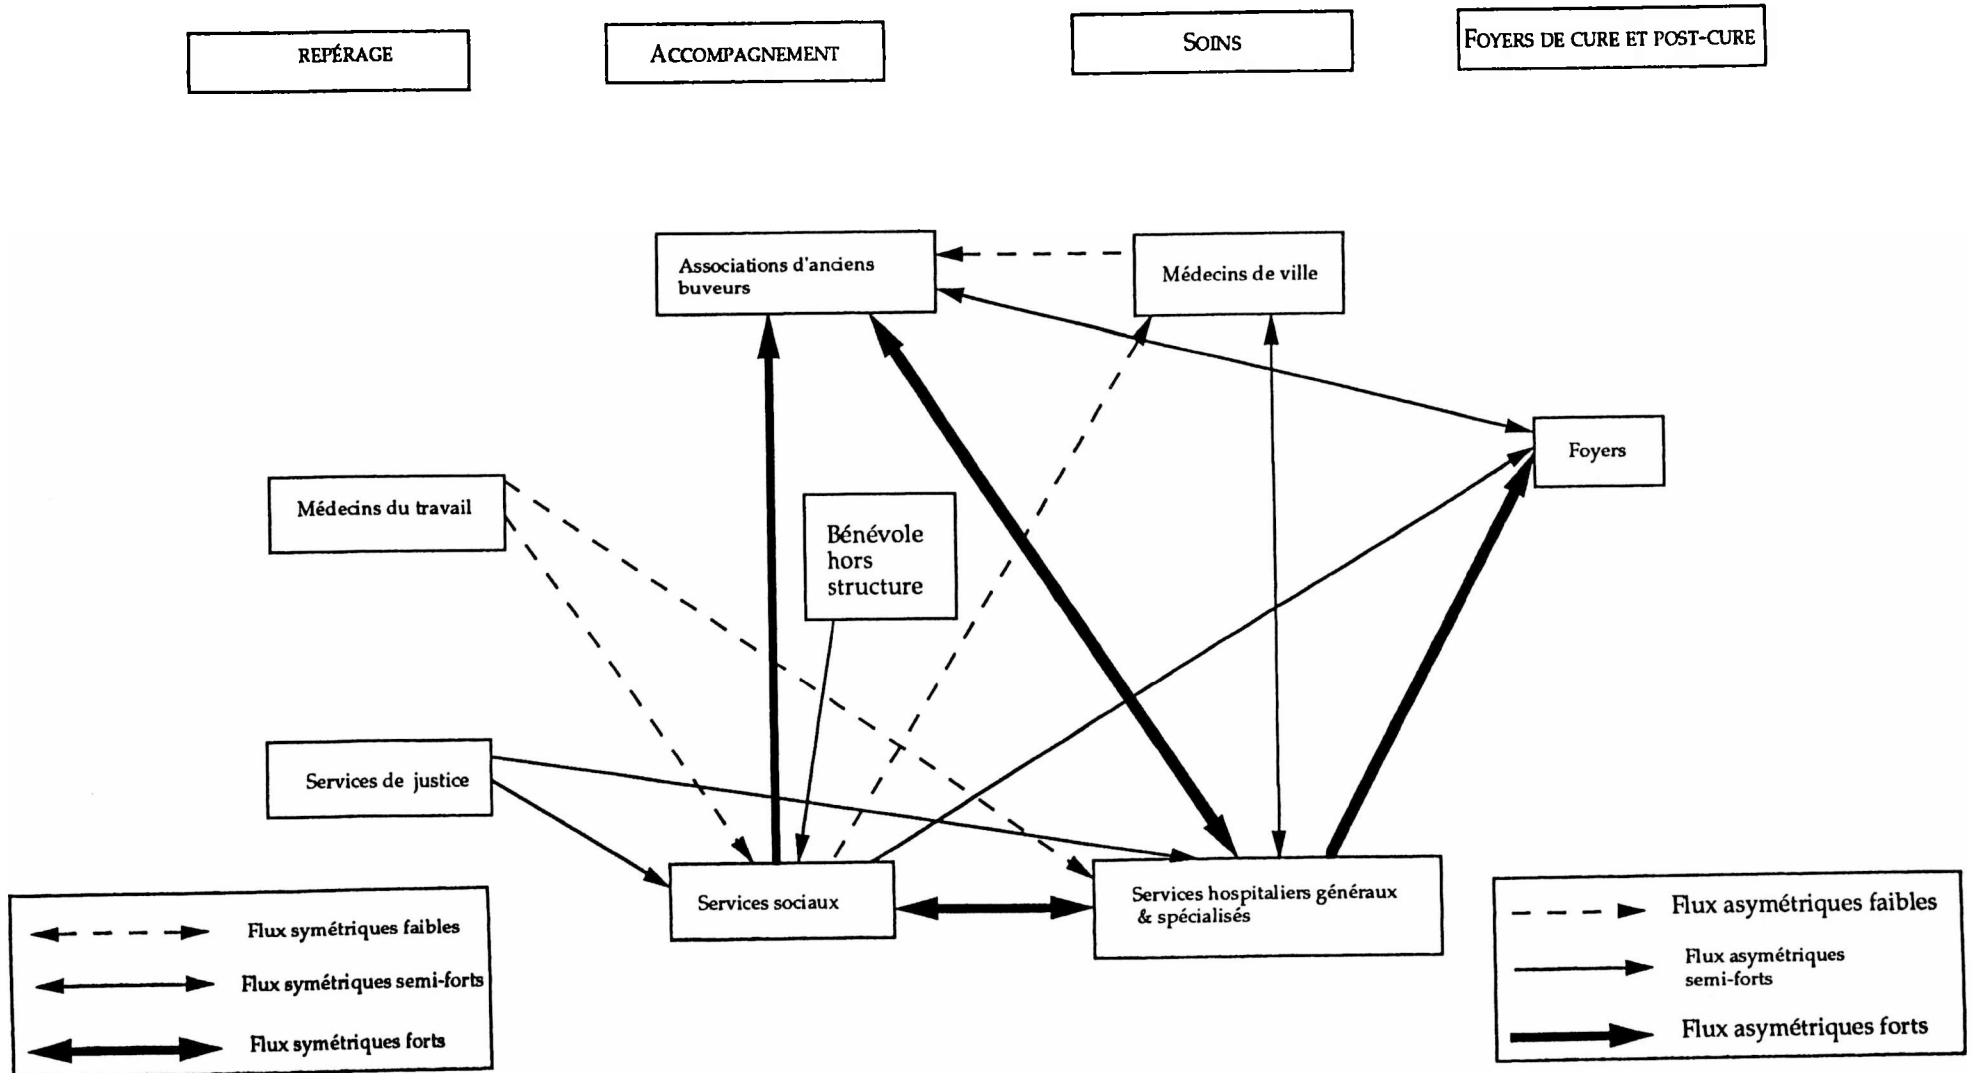 REPÉRAGE
ACCOMPAGNEMENT
SOINS
FOYERS DE CURE ET POST-CURE
Associations d'anciens
buveurs
Médecins de ville
Foyers
Médecins du travail
Bénévole
hors
structure
Services de justice
Services sociaux
Services hospitaliers généraux
& spécialisés
Flux symétriques faibles
Flux symétriques semi-forts
Flux symétriques forts
Flux asymétriques faibles
Flux asymétriques
semi-forts
Flux asymétriques forts